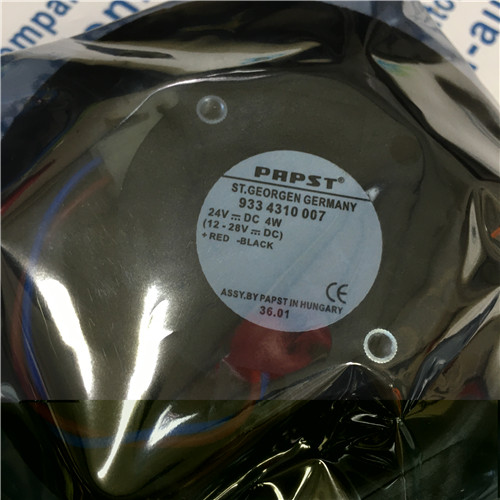 PAPST®
ST.GEORGEN GERMANY
933 4310 007
24V ⎓ DC 4W
(12 - 28V ⎓ DC)
+ RED -BLACK
CE
ASSY.BY PAPST IN HUNGARY
36.01